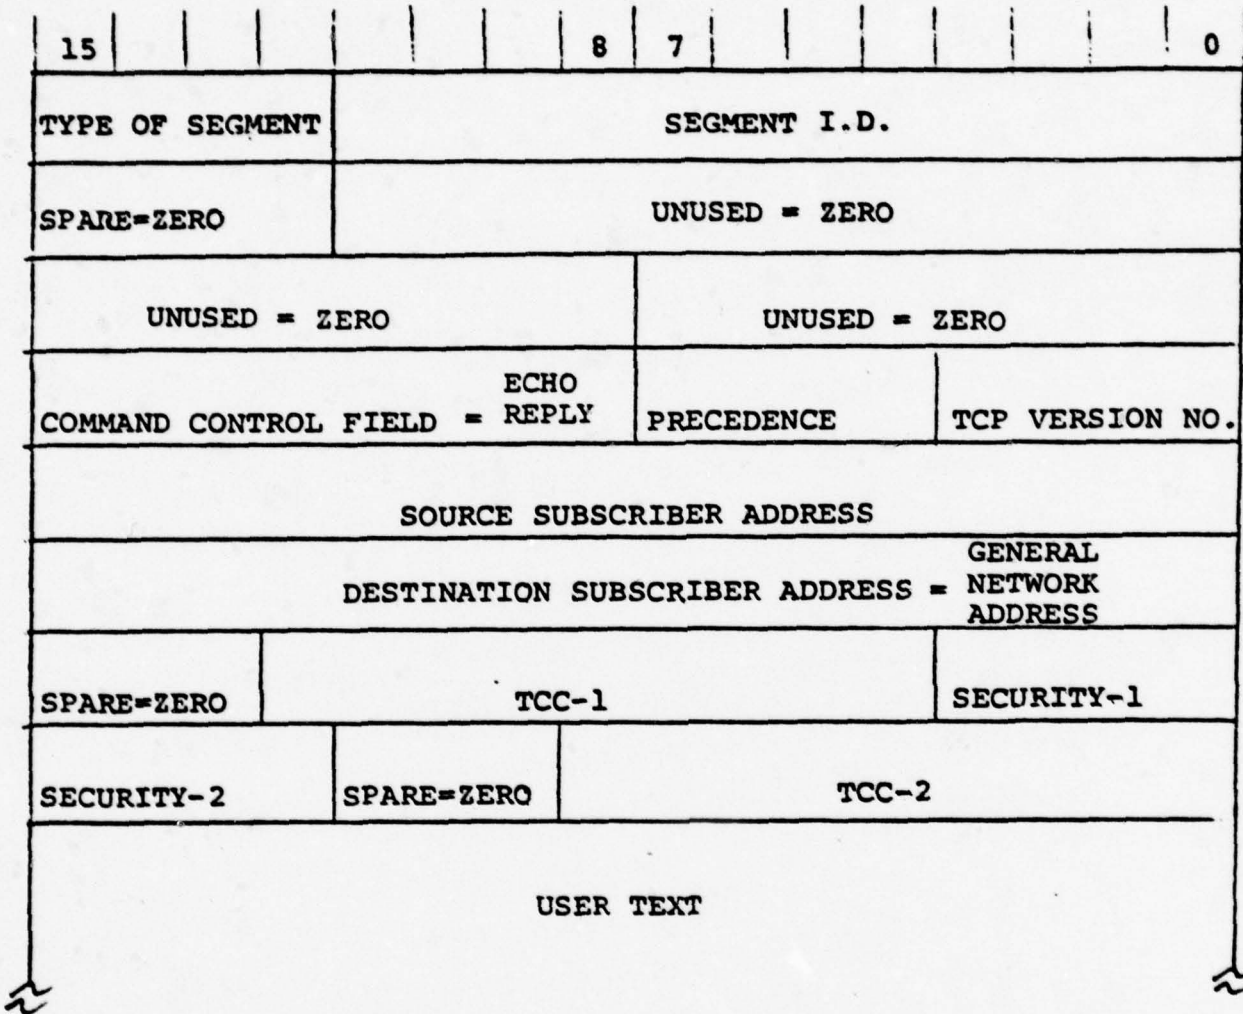 15 8 7 0
TYPE OF SEGMENT SEGMENT I.D.
SPARE=ZERO UNUSED = ZERO
UNUSED = ZERO UNUSED = ZERO
ECHO
COMMAND CONTROL FIELD = REPLY PRECEDENCE TCP VERSION NO.
SOURCE SUBSCRIBER ADDRESS
GENERAL
DESTINATION SUBSCRIBER ADDRESS = NETWORK
ADDRESS
SPARE=ZERO TCC-1 SECURITY-1
SECURITY-2 SPARE=ZERO TCC-2
USER TEXT